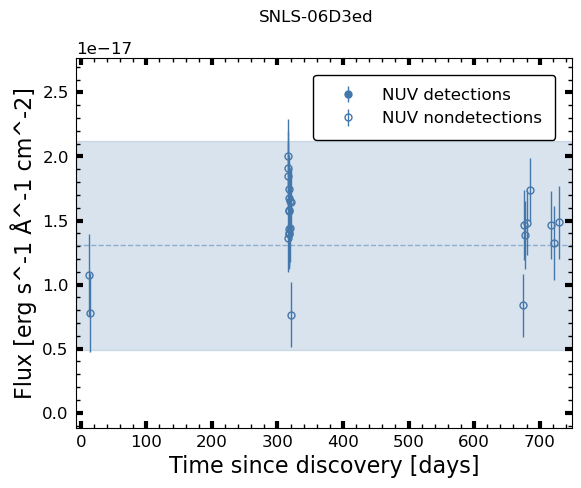 SNLS-06D3ed
1e−17
NUV detections
NUV nondetections
2.5
2.0
1.5
1.0
0.5
0.0
Flux [erg s^-1 Å^-1 cm^-2]
0 100 200 300 400 500 600 700
Time since discovery [days]